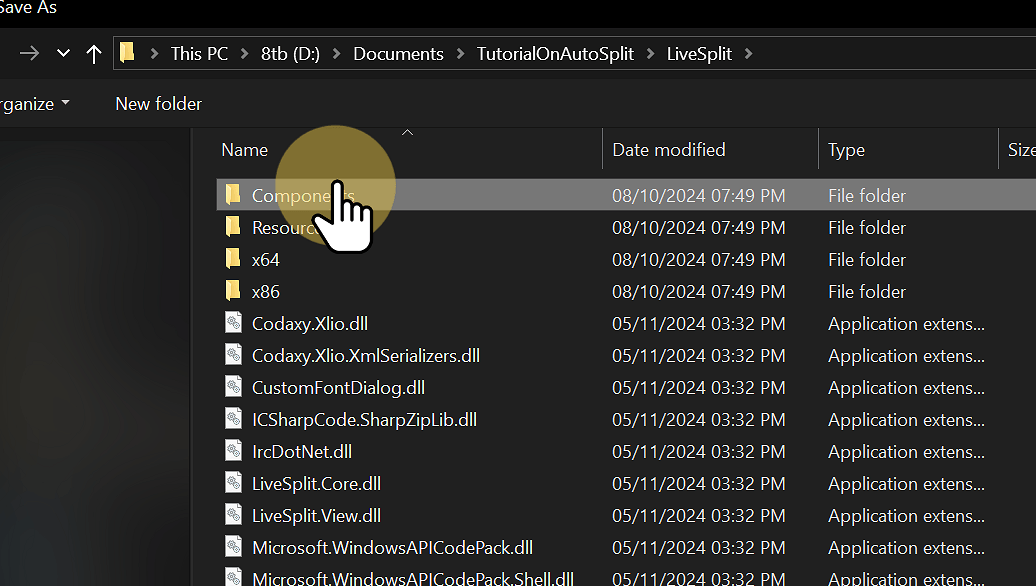 Save As
This PC > 8tb (D:) > Documents > TutorialOnAutoSplit > LiveSplit >
rganize New folder
Name Date modified Type Size
Components 08/10/2024 07:49 PM File folder
Resourc 08/10/2024 07:49 PM File folder
x64 08/10/2024 07:49 PM File folder
x86 08/10/2024 07:49 PM File folder
Codaxy.Xlio.dll 05/11/2024 03:32 PM Application extens...
Codaxy.Xlio.XmlSerializers.dll 05/11/2024 03:32 PM Application extens...
CustomFontDialog.dll 05/11/2024 03:32 PM Application extens...
ICSharpCode.SharpZipLib.dll 05/11/2024 03:32 PM Application extens...
IrcDotNet.dll 05/11/2024 03:32 PM Application extens...
LiveSplit.Core.dll 05/11/2024 03:32 PM Application extens...
LiveSplit.View.dll 05/11/2024 03:32 PM Application extens...
Microsoft.WindowsAPICodePack.dll 05/11/2024 03:32 PM Application extens...
Microsoft.WindowsAPICodePack.Shell.dll 05/11/2024 03:32 PM Application extens...